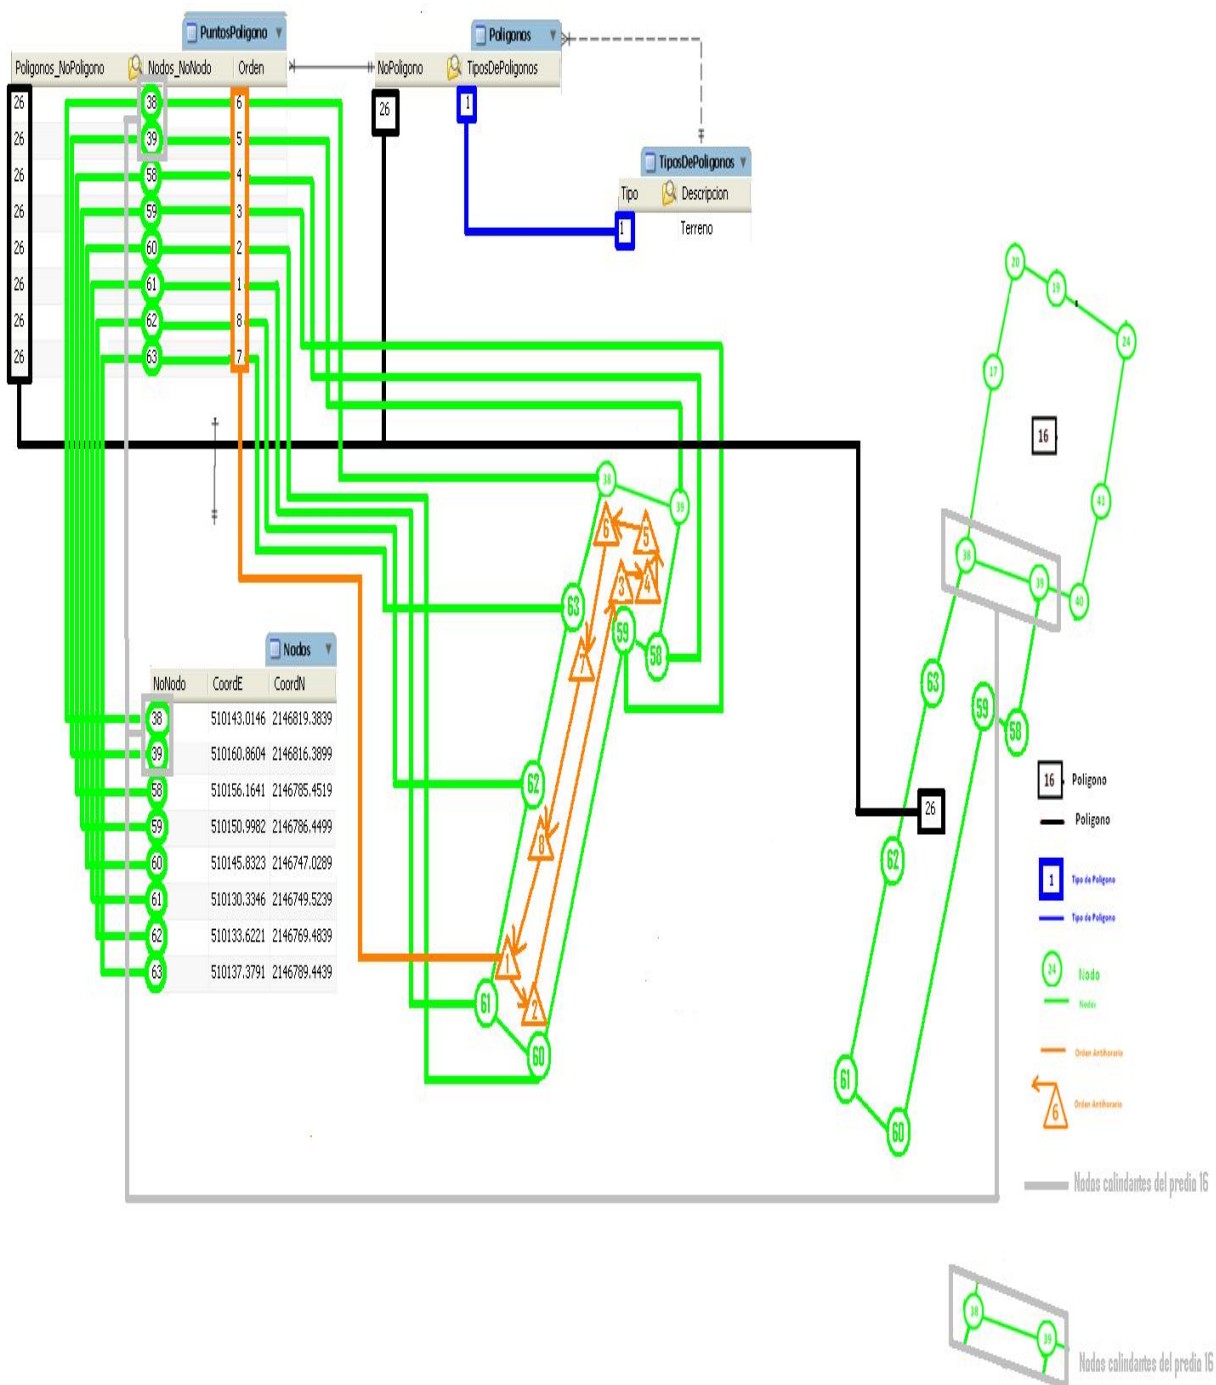 PuntosPoligono
Poligonos_NoPoligono Nodos_NoNodo Orden
26 38 6
26 39 5
26 58 4
26 59 3
26 60 2
26 61 1
26 62 8
26 63 7
Poligonos
NoPoligono TiposDePoligonos
26 1
TiposDePoligonos
Tipo Descripcion
1 Terreno
Nodos
NoNodo CoordE CoordN
38 510143.0146 2146819.3839
39 510160.8604 2146816.3899
58 510156.1641 2146785.4519
59 510150.9982 2146786.4499
60 510145.8323 2146747.0289
61 510130.3346 2146749.5239
62 510133.6221 2146769.4839
63 510137.3791 2146789.4439
38
39
6
5
3
4
63
59
58
7
62
8
1
61
2
60
20
19
24
17
16
41
38
39
40
63
59
58
26
62
61
60
16 Poligono
Poligono
1 Tipo de Poligono
Tipo de Poligono
24 Nodo
Nodos
Orden Antihorario
6 Orden Antihorario
Nodos colindantes del predio 16
38
39
Nodos colindantes del predio 16